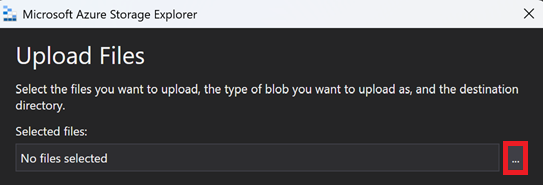 Microsoft Azure Storage Explorer
Upload Files
Select the files you want to upload, the type of blob you want to upload as, and the destination
directory.
Selected files:
No files selected
...